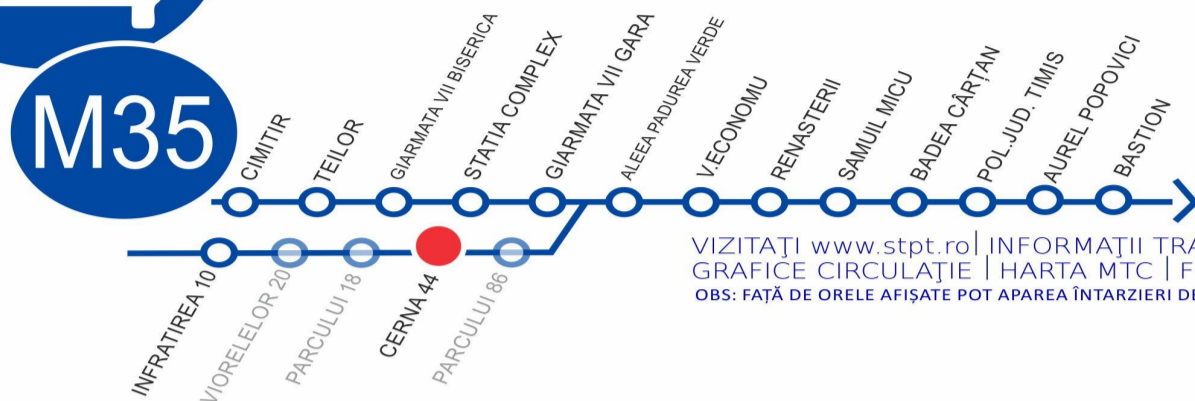 M35
CIMITIR
TEILOR
GIARMATA VII BISERICA
STATIA COMPLEX
GIARMATA VII GARA
ALEEA PADUREA VERDE
V.ECONOMU
RENASTERII
SAMUIL MICU
BADEA CÂRȚAN
POL.JUD. TIMIS
AUREL POPOVICI
BASTION
INFRATIREA 10
VIORELELOR 20
PARCULUI 18
CERNA 44
PARCULUI 86
VIZITAȚI www.stpt.ro| INFORMAȚII TRA
GRAFICE CIRCULAȚIE | HARTA MTC | F
OBS: FAȚĂ DE ORELE AFIȘATE POT APAREA ÎNTARZIERI DE